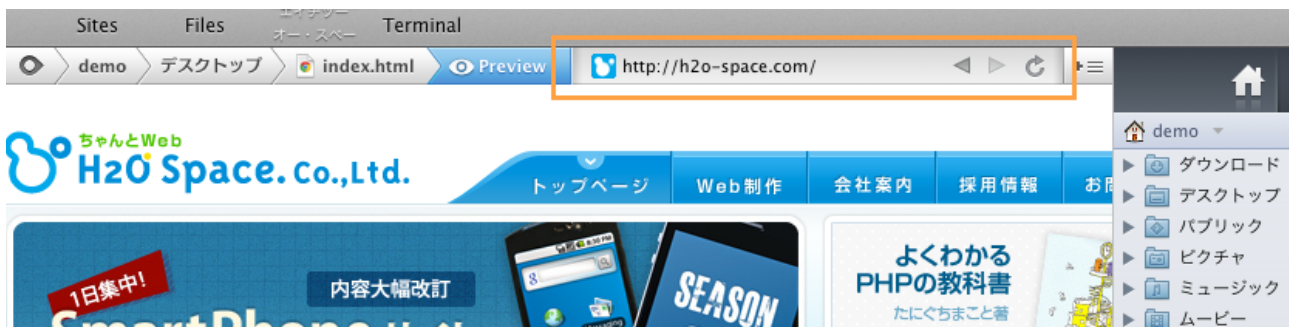 Sites Files エイチツー オー・スペー Terminal
demo デスクトップ index.html Preview http://h2o-space.com/
demo
ちゃんとWeb
H2O Space. Co.,Ltd.
トップページ Web制作 会社案内 採用情報 お問
ダウンロード
デスクトップ
パブリック
ピクチャ
ミュージック
ムービー
1日集中!
内容大幅改訂
SmartPhone
8:30 PM
SEASON
よくわかる
PHPの教科書
たにぐちまこと著